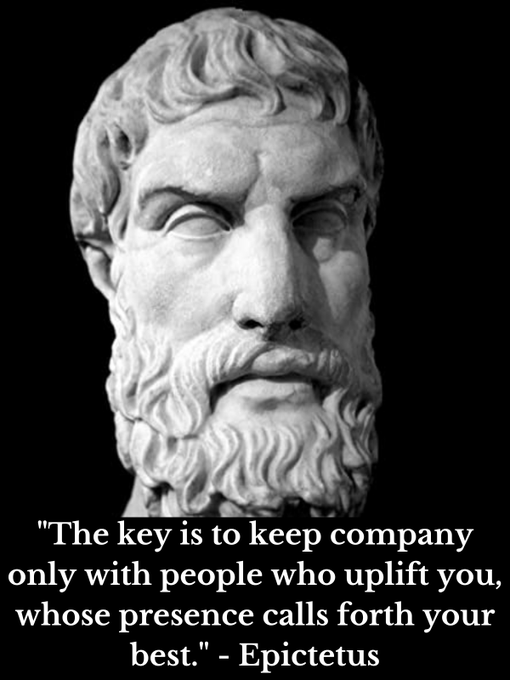 "The key is to keep company
only with people who uplift you,
whose presence calls forth your
best." - Epictetus